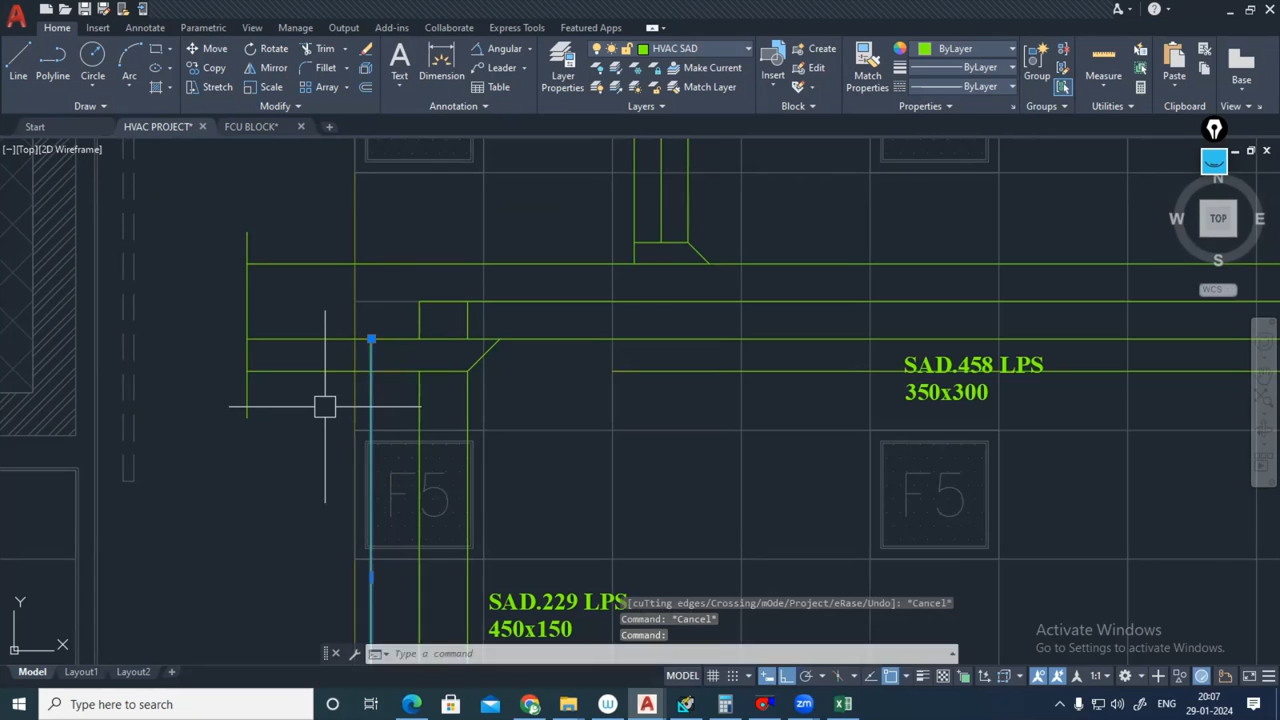 Home Insert Annotate Parametric View Manage Output Add-ins Collaborate Express Tools Featured Apps
Move Rotate Trim Angular HVAC SAD Create ByLayer
Copy Mirror Fillet Leader Make Current Edit ByLayer
Line Polyline Circle Arc Stretch Scale Array Text Dimension Table Layer Properties Match Layer Insert Match Properties ByLayer Group Measure Paste Base
Draw Modify Annotation Layers Block Properties Groups Utilities Clipboard View
Start HVAC PROJECT* FCU BLOCK*
[−][Top][2D Wireframe]
N
W TOP E
S
WCS
SAD.458 LPS
350x300
F5 F5
SAD.229 LPS
450x150
[cuTting edges/Crossing/mOde/Project/eRase/Undo]: *Cancel*
Command: *Cancel*
Command:
Type a command
Y
X
Activate Windows
Go to Settings to activate Windows.
Model Layout1 Layout2 MODEL 1:1
Type here to search ENG 20:07
29-01-2024